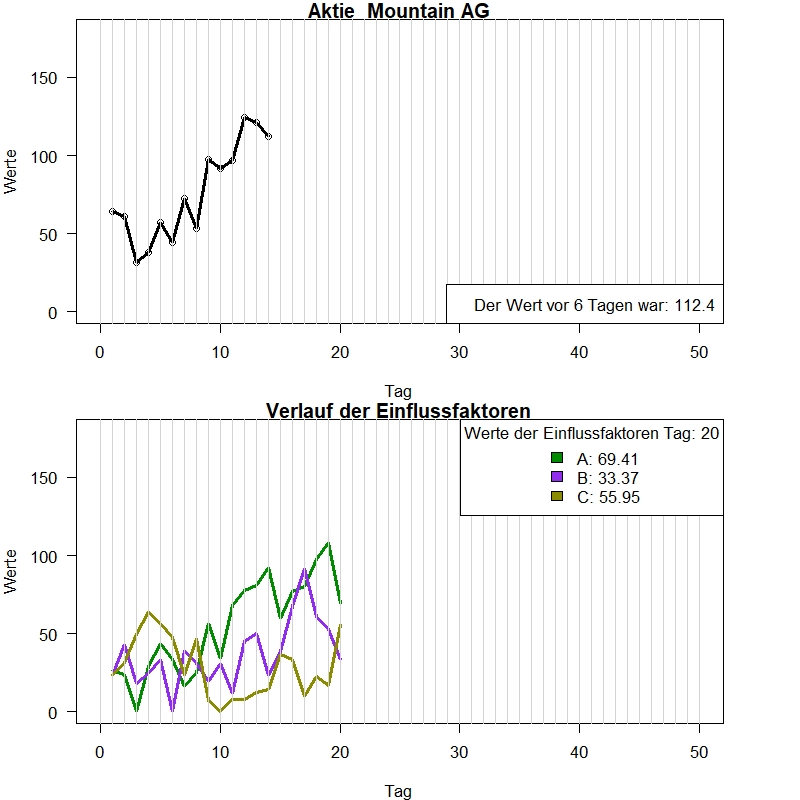 Aktie  Mountain AG
Werte
150
100
50
0
Der Wert vor 6 Tagen war: 112.4
0 10 20 30 40 50
Tag
Verlauf der Einflussfaktoren
Werte
150
100
50
0
Werte der Einflussfaktoren Tag: 20
A: 69.41
B: 33.37
C: 55.95
0 10 20 30 40 50
Tag